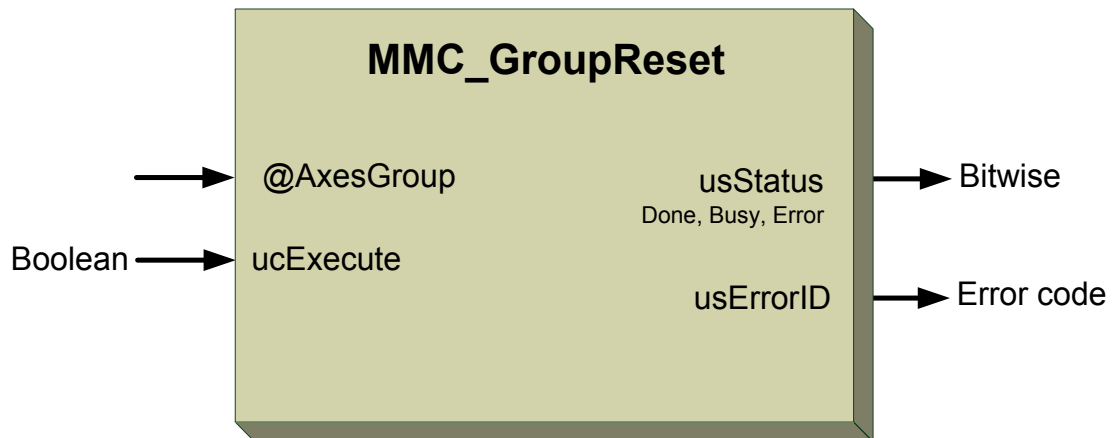 MMC_GroupReset
@AxesGroup
usStatus
Bitwise
Done, Busy, Error
Boolean
ucExecute
usErrorID
Error code